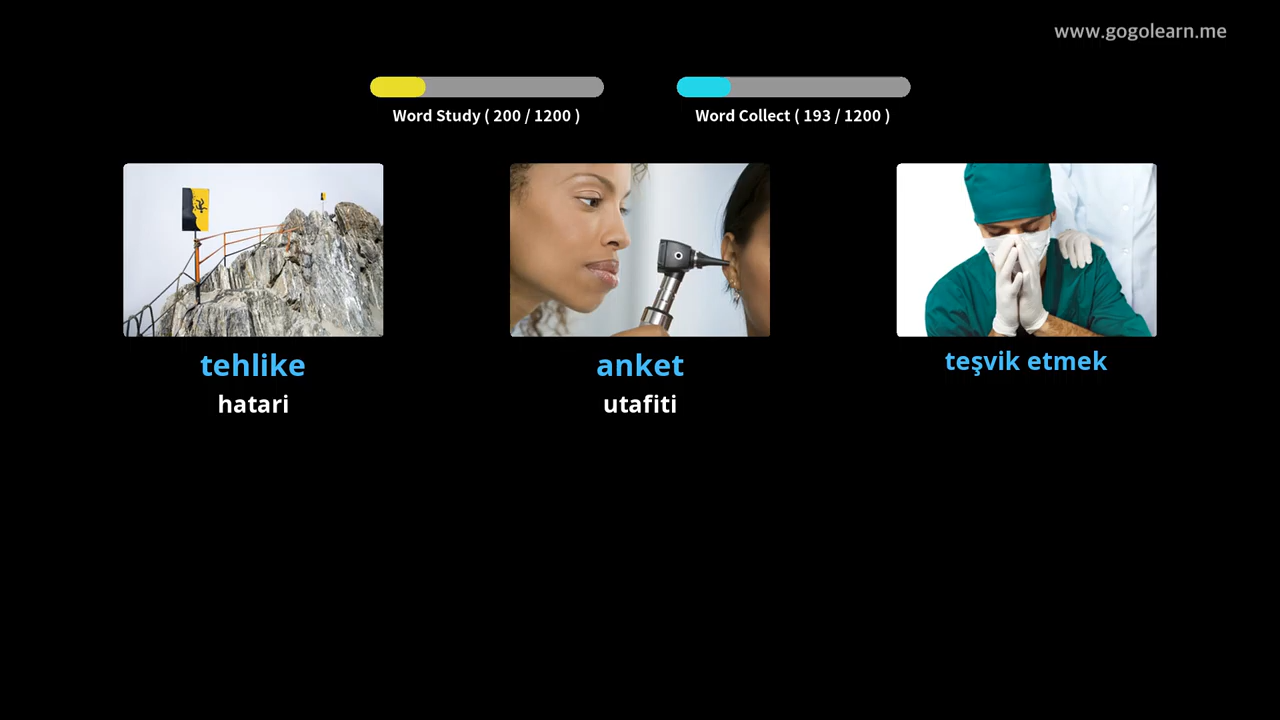 www.gogolearn.me
Word Study ( 200 / 1200 )
Word Collect ( 193 / 1200 )
tehlike
hatari
anket
utafiti
teşvik etmek